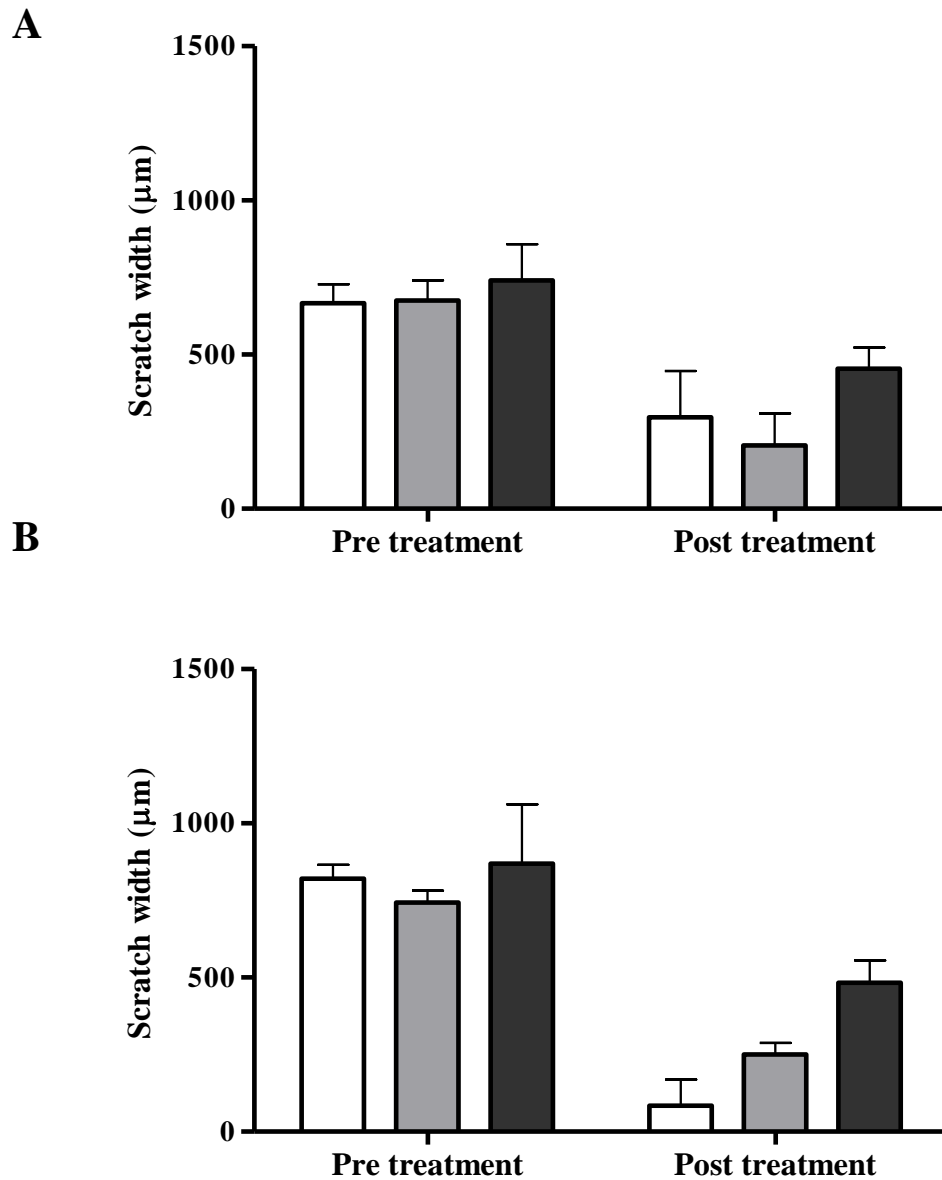 A
1500
1000
500
0
Scratch width (µm)
Pre treatment
Post treatment
B
1500
1000
500
0
Scratch width (µm)
Pre treatment
Post treatment